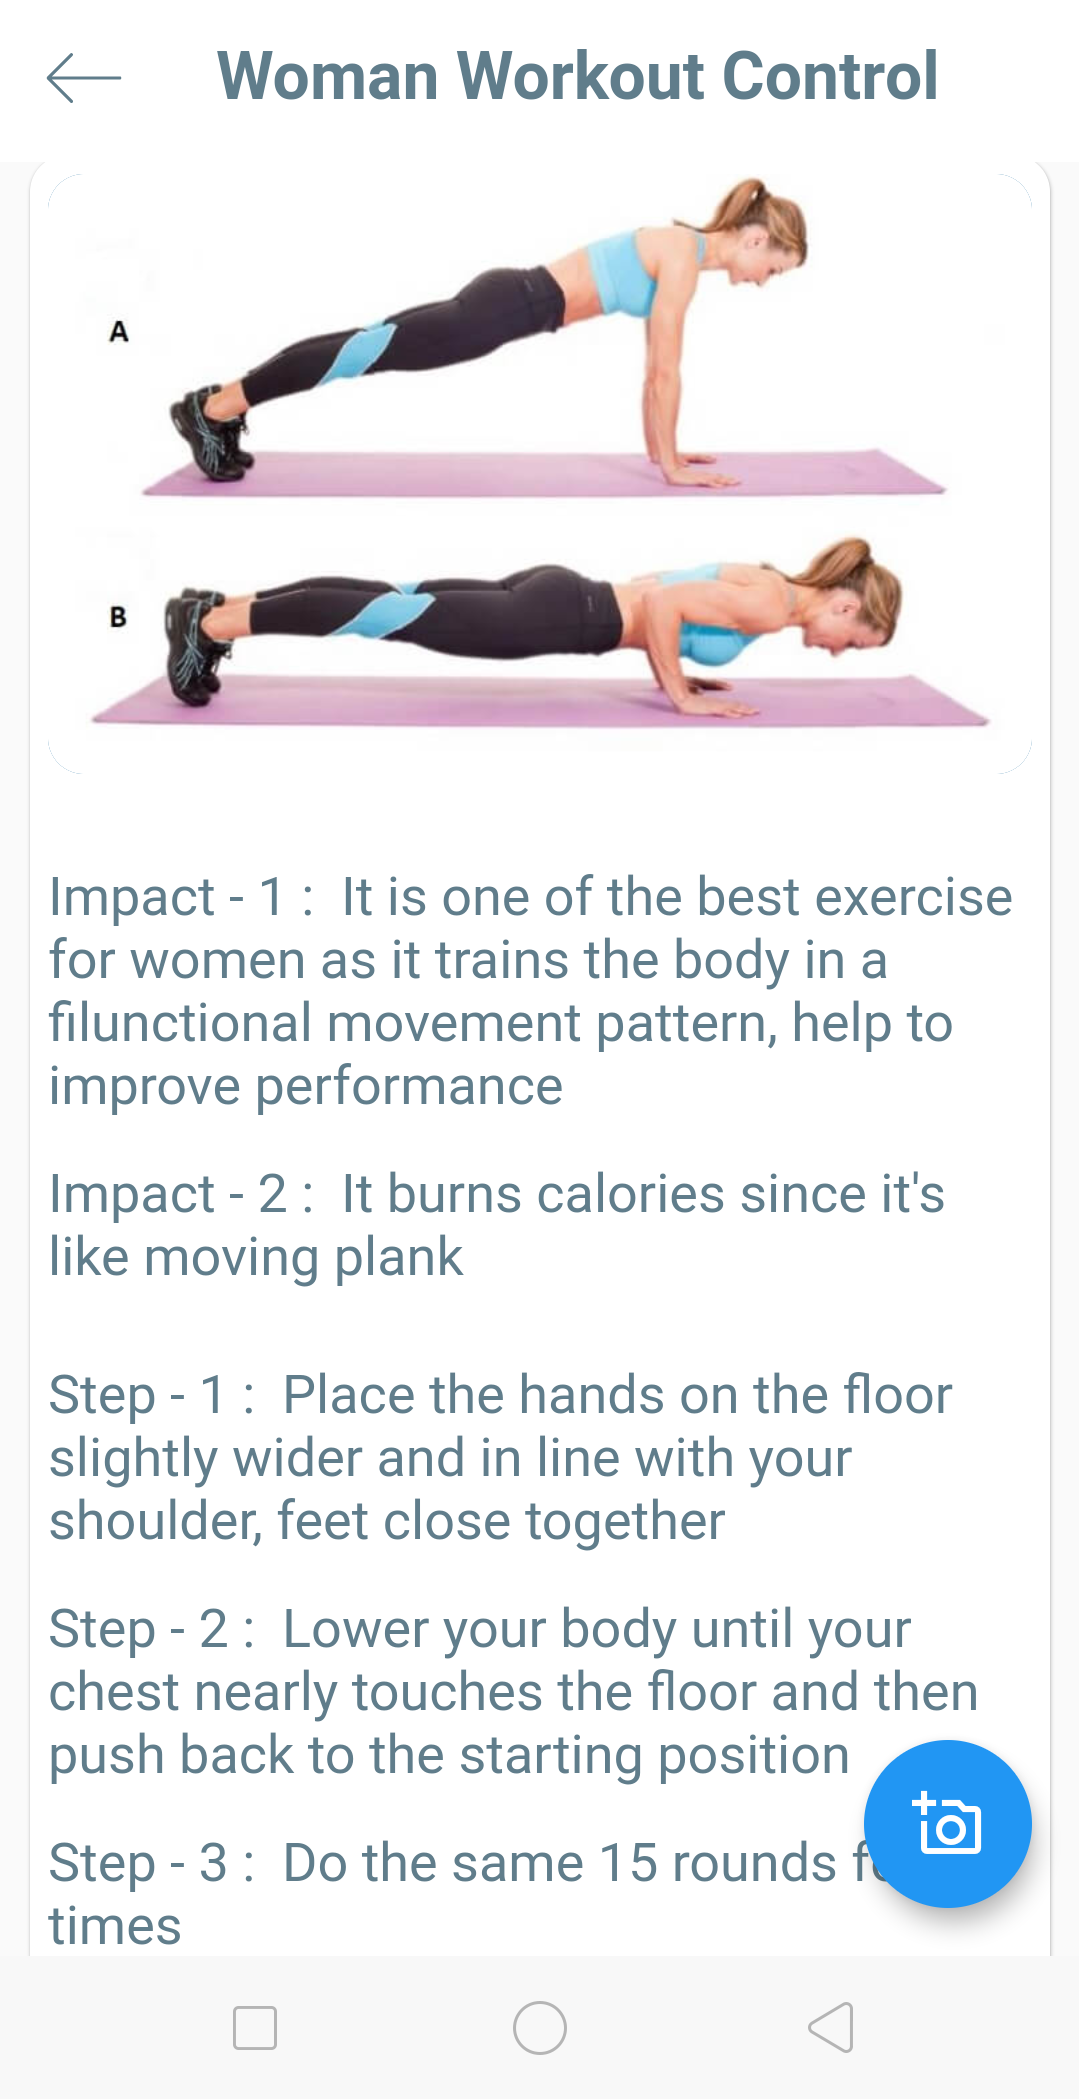 Woman Workout Control
A
B
Impact - 1 :  It is one of the best exercise
for women as it trains the body in a
filunctional movement pattern, help to
improve performance
Impact - 2 :  It burns calories since it's
like moving plank
Step - 1 :  Place the hands on the floor
slightly wider and in line with your
shoulder, feet close together
Step - 2 :  Lower your body until your
chest nearly touches the floor and then
push back to the starting position
Step - 3 :  Do the same 15 rounds
times